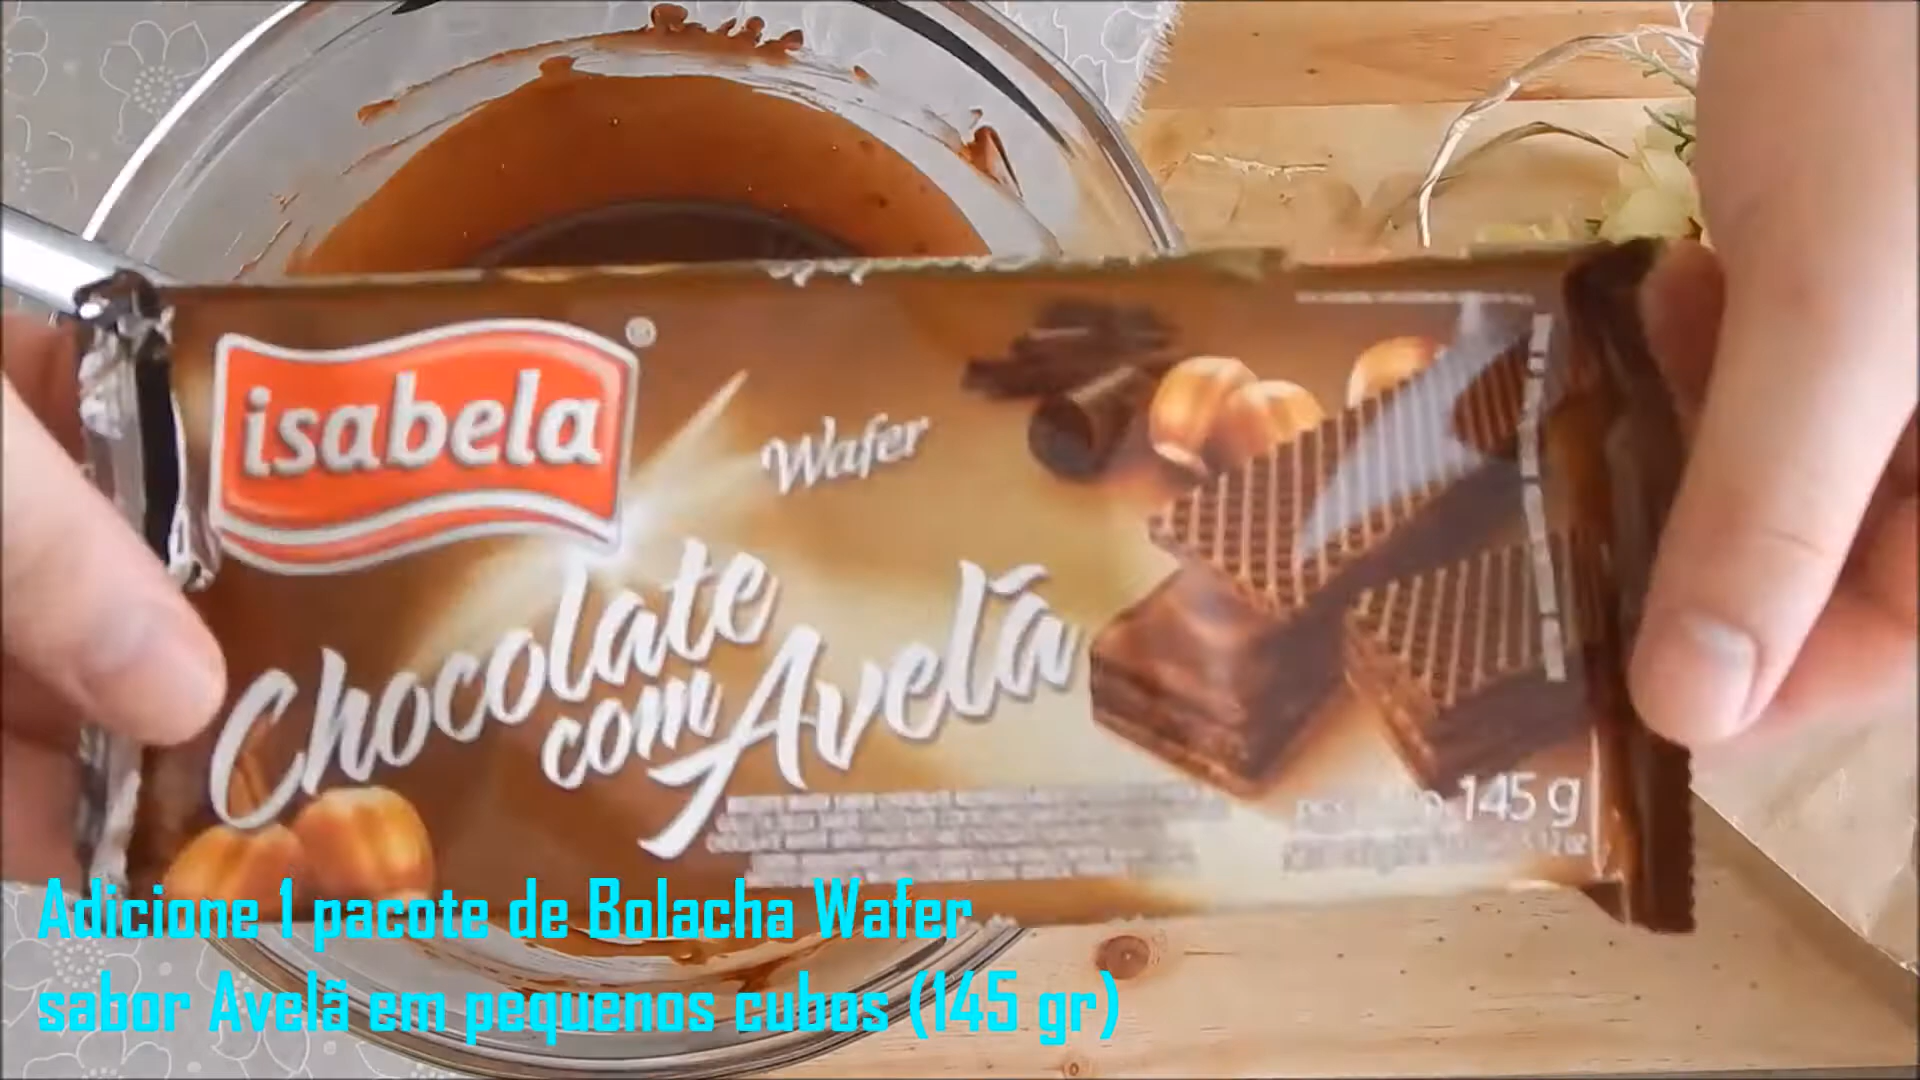 isabela
Wafer
Chocolate
com Avelã
145 g
Adicione 1 pacote de Bolacha Wafer
sabor Avelã em pequenos cubos (145 gr)